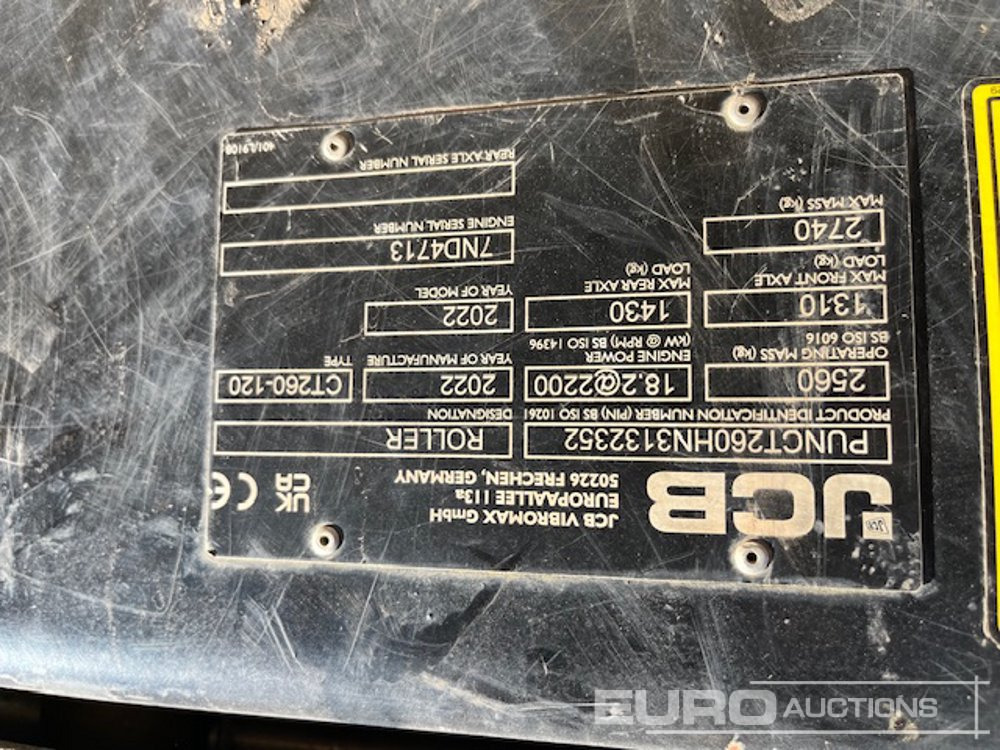 JCB
JCB VIBROMAX GmbH
EUROPAALLEE 113a
50226 FRECHEN, GERMANY
UK CA CE
PUNCT260HN3132352
PRODUCT IDENTIFICATION NUMBER (PIN) BS ISO 10261
ROLLER
DESIGNATION
2560
OPERATING MASS (kg)
BS ISO 6016
18.2@2200
ENGINE POWER
(kW @ RPM) BS ISO 14396
2022
YEAR OF MANUFACTURE
CT260-120
TYPE
1310
MAX FRONT AXLE
LOAD (kg)
1430
MAX REAR AXLE
LOAD (kg)
2022
YEAR OF MODEL
2740
MAX MASS (kg)
7ND4713
ENGINE SERIAL NUMBER
REAR AXLE SERIAL NUMBER
401/L9108
EURO AUCTIONS